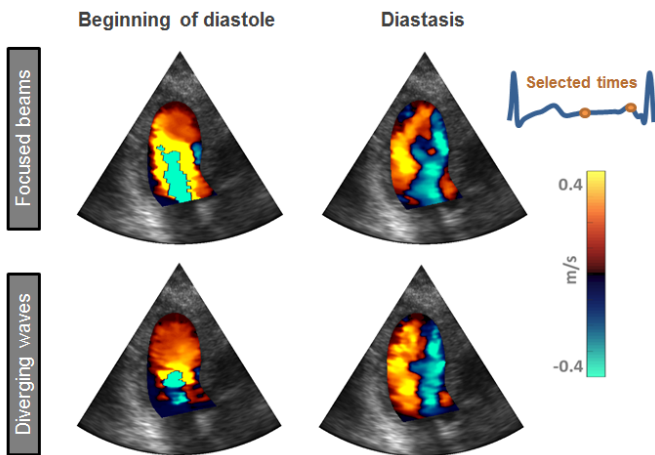 Beginning of diastole
Diastasis
Focused beams
Selected times
0.4
m/s
-0.4
Diverging waves